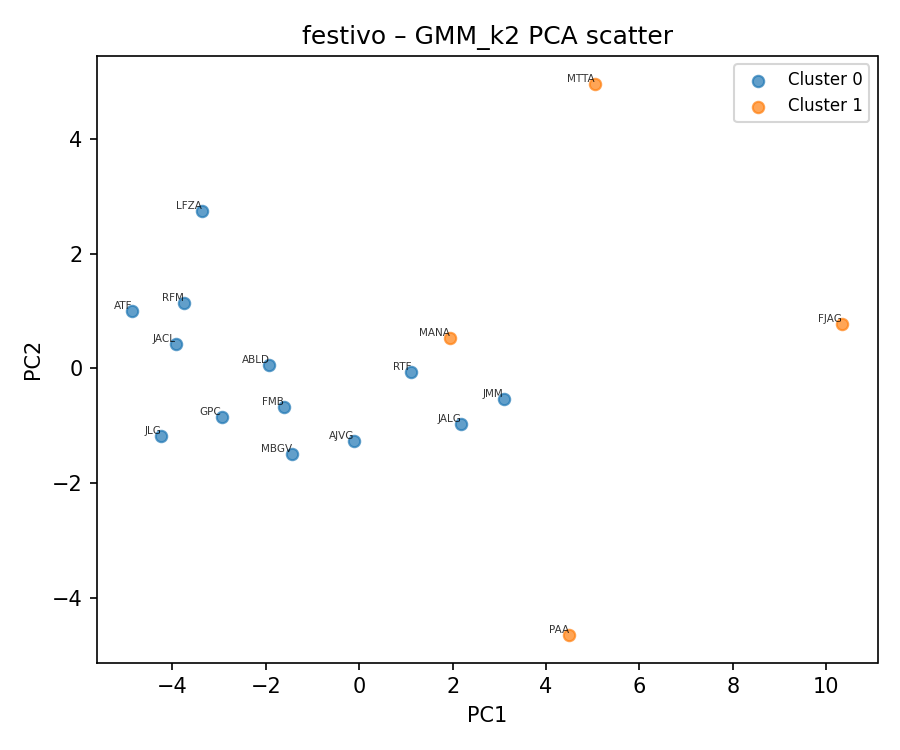 festivo – GMM_k2 PCA scatter
Cluster 0
Cluster 1
MTTA
LFZA
ATF
RFM
JACL
MANA
FJAG
ABLD
RTF
JMM
FMB
GPC
JALG
JLG
AJVG
MBGV
PAA
4
2
0
−2
−4
PC2
−4
−2
0
2
4
6
8
10
PC1